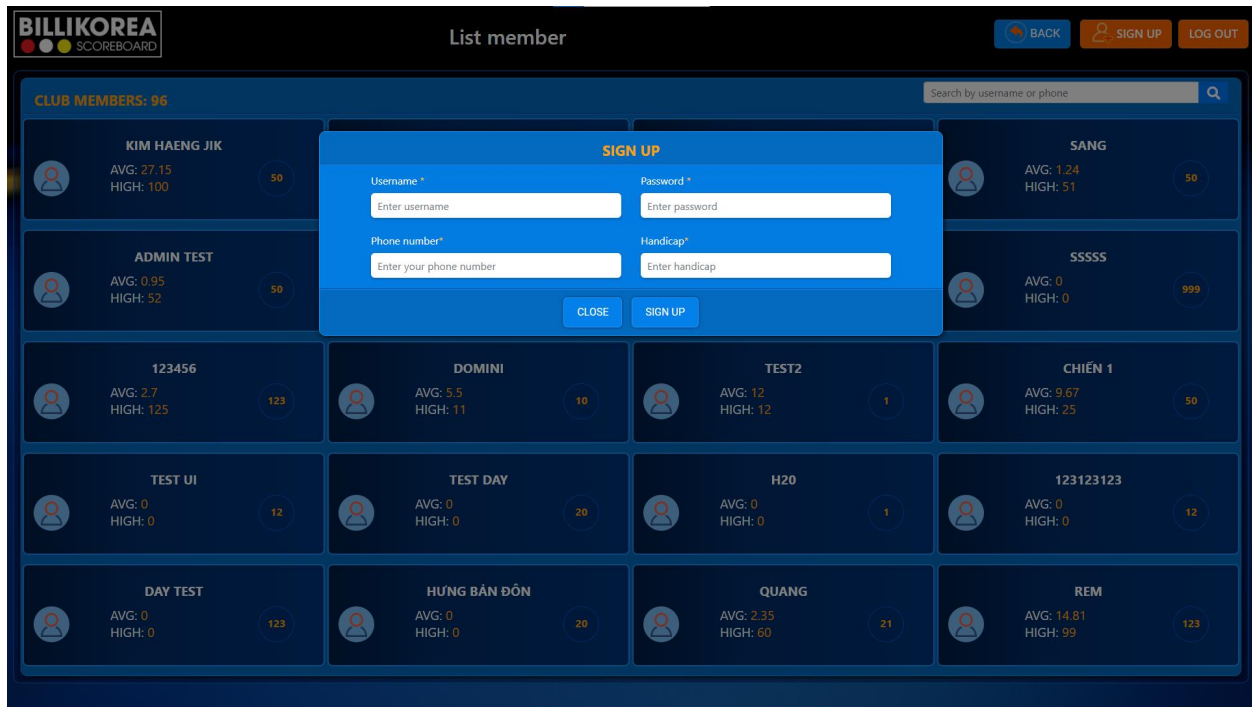 BILLIKOREA
SCOREBOARD
List member
BACK
SIGN UP
LOG OUT
CLUB MEMBERS: 96
Search by username or phone
KIM HAENG JIK
AVG: 27.15
HIGH: 100
50
SANG
AVG: 1.24
HIGH: 51
50
SIGN UP
Username *
Password *
Enter username
Enter password
Phone number*
Handicap*
Enter your phone number
Enter handicap
CLOSE
SIGN UP
ADMIN TEST
AVG: 0.95
HIGH: 52
50
SSSSS
AVG: 0
HIGH: 0
999
123456
AVG: 2.7
HIGH: 125
123
DOMINI
AVG: 5.5
HIGH: 11
10
TEST2
AVG: 12
HIGH: 12
1
CHIẾN 1
AVG: 9.67
HIGH: 25
50
TEST UI
AVG: 0
HIGH: 0
12
TEST DAY
AVG: 0
HIGH: 0
20
H20
AVG: 0
HIGH: 0
1
123123123
AVG: 0
HIGH: 0
12
DAY TEST
AVG: 0
HIGH: 0
123
HƯNG BẢN ĐÔN
AVG: 0
HIGH: 0
20
QUANG
AVG: 2.35
HIGH: 60
21
REM
AVG: 14.81
HIGH: 99
123